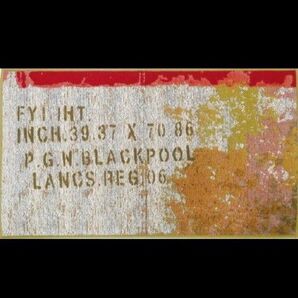 FYI IHT.
INCH.39.37 X 70 86
P.G.N BLACKPOOL
LANCS.REG 06